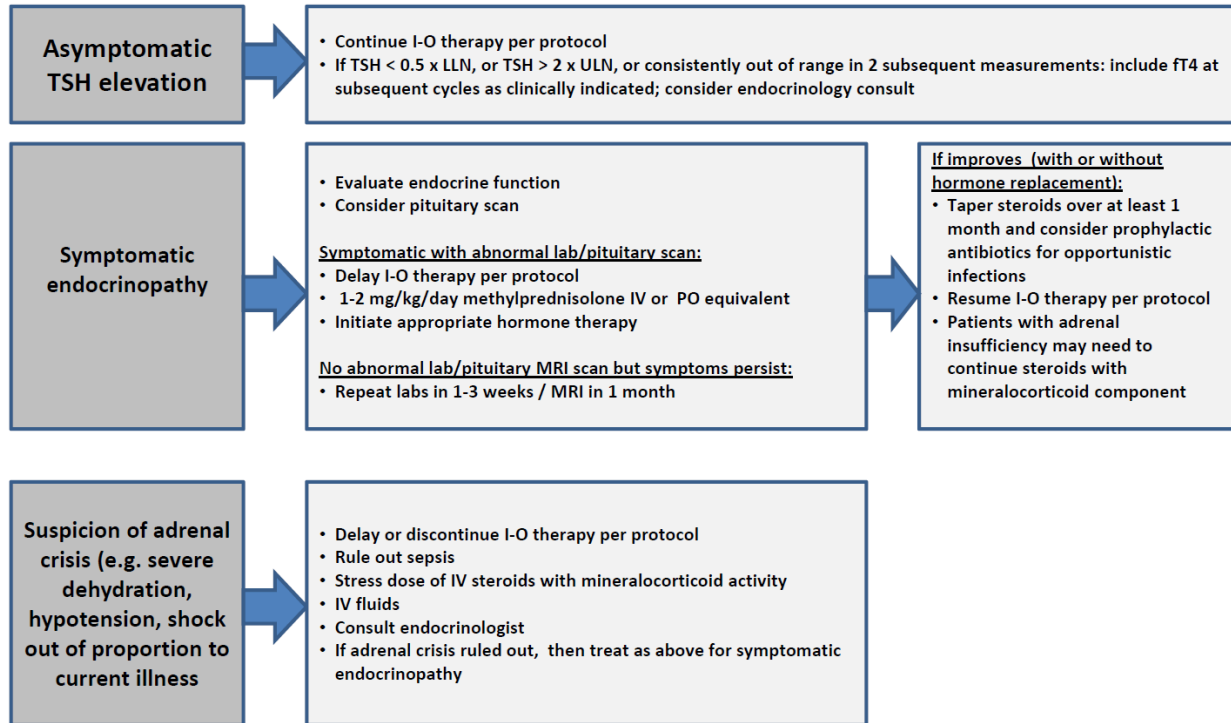 Asymptomatic
TSH elevation
• Continue I-O therapy per protocol
• If TSH < 0.5 x LLN, or TSH > 2 x ULN, or consistently out of range in 2 subsequent measurements: include fT4 at
subsequent cycles as clinically indicated; consider endocrinology consult
Symptomatic
endocrinopathy
• Evaluate endocrine function
• Consider pituitary scan
Symptomatic with abnormal lab/pituitary scan:
• Delay I-O therapy per protocol
• 1-2 mg/kg/day methylprednisolone IV or PO equivalent
• Initiate appropriate hormone therapy
No abnormal lab/pituitary MRI scan but symptoms persist:
• Repeat labs in 1-3 weeks / MRI in 1 month
If improves (with or without
hormone replacement):
• Taper steroids over at least 1
month and consider prophylactic
antibiotics for opportunistic
infections
• Resume I-O therapy per protocol
• Patients with adrenal
insufficiency may need to
continue steroids with
mineralocorticoid component
Suspicion of adrenal
crisis (e.g. severe
dehydration,
hypotension, shock
out of proportion to
current illness
• Delay or discontinue I-O therapy per protocol
• Rule out sepsis
• Stress dose of IV steroids with mineralocorticoid activity
• IV fluids
• Consult endocrinologist
• If adrenal crisis ruled out, then treat as above for symptomatic
endocrinopathy